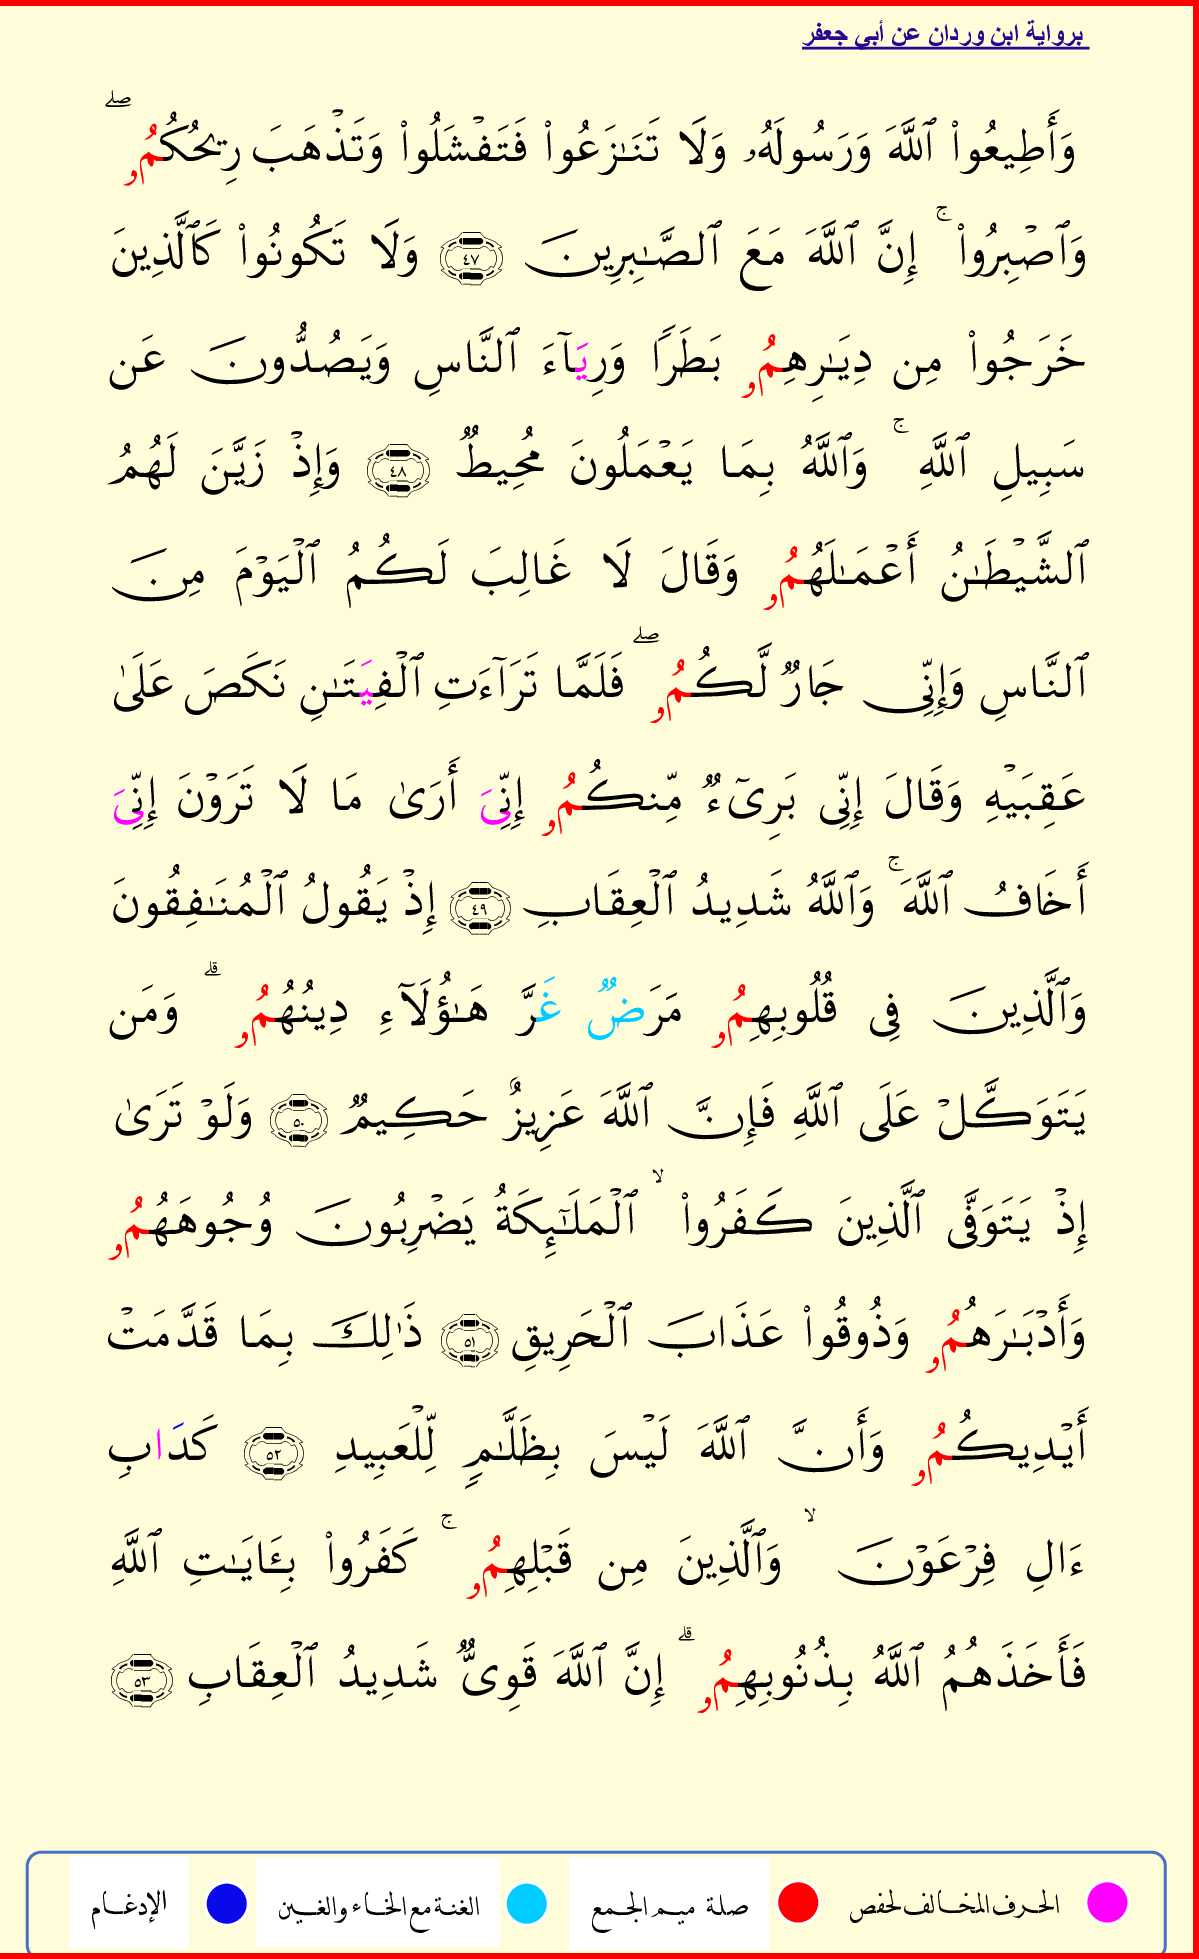 برواية ابن وردان عن أبي جعفر
وَأَطِيعُوا۟ ٱللَّهَ وَرَسُولَهُۥ وَلَا تَنَـٰزَعُوا۟ فَتَفۡشَلُوا۟ وَتَذۡهَبَ رِيحُكُمُۥ ۖ
وَٱصۡبِرُوٓا۟ ۚ إِنَّ ٱللَّهَ مَعَ ٱلصَّـٰبِرِينَ ٤٧ وَلَا تَكُونُوا۟ كَٱلَّذِينَ
خَرَجُوا۟ مِن دِيَـٰرِهِمُۥ بَطَرًا وَرِيَآءَ ٱلنَّاسِ وَيَصُدُّونَ عَن
سَبِيلِ ٱللَّهِ ۚ وَٱللَّهُ بِمَا يَعۡمَلُونَ مُحِيطٌ ٤٨ وَإِذۡ زَيَّنَ لَهُمُ
ٱلشَّيۡطَـٰنُ أَعۡمَـٰلَهُمُۥ وَقَالَ لَا غَالِبَ لَكُمُ ٱلۡيَوۡمَ مِنَ
ٱلنَّاسِ وَإِنِّى جَارٌ لَّكُمُۥ ۖ فَلَمَّا تَرَآءَتِ ٱلۡفِيَتَـٰنِ نَكَصَ عَلَىٰ
عَقِبَيۡهِ وَقَالَ إِنِّى بَرِىٓءٌ مِّنكُمُۥ إِنِّىَ أَرَىٰ مَا لَا تَرَوۡنَ إِنِّىَ
أَخَافُ ٱللَّهَ ۚ وَٱللَّهُ شَدِيدُ ٱلۡعِقَابِ ٤٩ إِذۡ يَقُولُ ٱلۡمُنَـٰفِقُونَ
وَٱلَّذِينَ فِى قُلُوبِهِمُۥ مَرَضٌ غَرَّ هَـٰٓؤُلَآءِ دِينُهُمُۥ ۗ وَمَن
يَتَوَكَّلۡ عَلَى ٱللَّهِ فَإِنَّ ٱللَّهَ عَزِيزٌ حَكِيمٌ ٥٠ وَلَوۡ تَرَىٰٓ
إِذۡ يَتَوَفَّى ٱلَّذِينَ كَفَرُوا۟ ۙ ٱلۡمَلَـٰٓئِكَةُ يَضۡرِبُونَ وُجُوهَهُمُۥ
وَأَدۡبَـٰرَهُمُۥ وَذُوقُوا۟ عَذَابَ ٱلۡحَرِيقِ ٥١ ذَٰلِكَ بِمَا قَدَّمَتۡ
أَيۡدِيكُمُۥ وَأَنَّ ٱللَّهَ لَيۡسَ بِظَلَّـٰمٍ لِّلۡعَبِيدِ ٥٢ كَدَابِ
ءَالِ فِرۡعَوۡنَ ۙ وَٱلَّذِينَ مِن قَبۡلِهِمُۥ ۚ كَفَرُوا۟ بِـَٔايَـٰتِ ٱللَّهِ
فَأَخَذَهُمُ ٱللَّهُ بِذُنُوبِهِمُۥ ۗ إِنَّ ٱللَّهَ قَوِىٌّ شَدِيدُ ٱلۡعِقَابِ ٥٣
الحرف المخالف لحفص صلة ميم الجمع الغنة مع الخاء والغين الإدغام